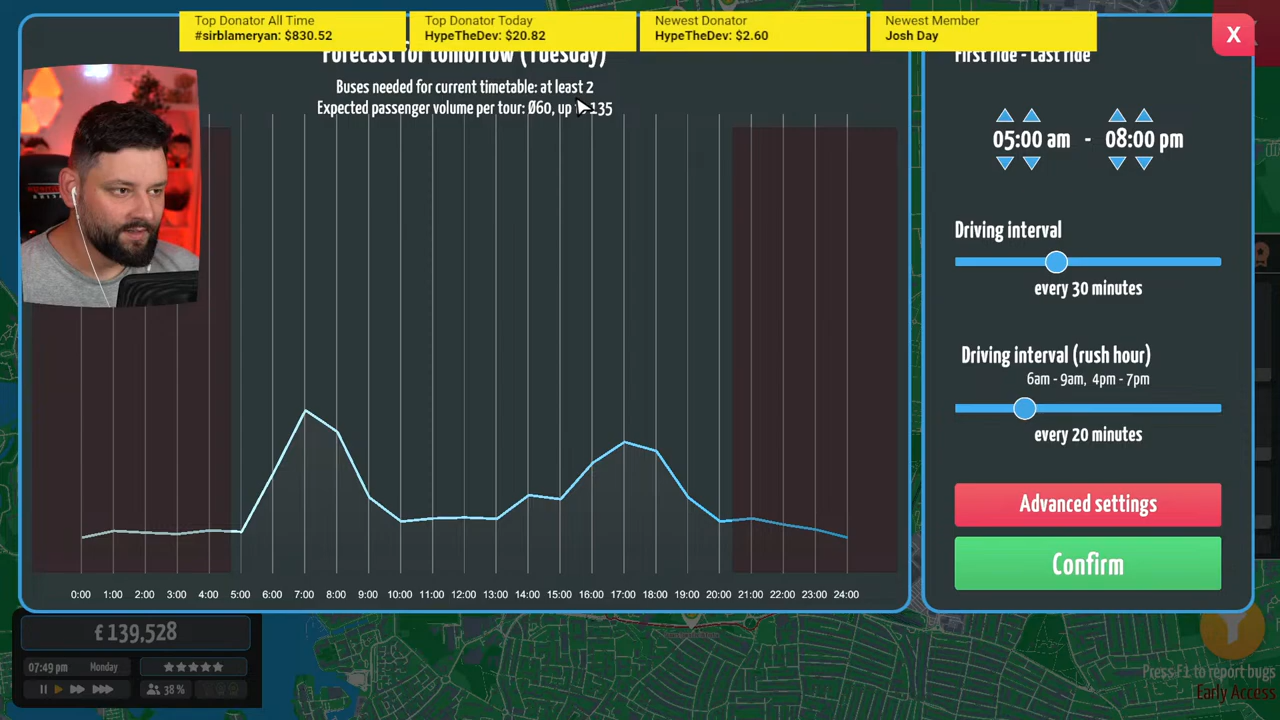 Top Donator All Time
#sirblameryan: $830.52
Top Donator Today
HypeTheDev: $20.82
Newest Donator
HypeTheDev: $2.60
Newest Member
Josh Day
X
Forecast for tomorrow (Tuesday)
Buses needed for current timetable: at least 2
Expected passenger volume per tour: Ø60, up to 135
0:00 1:00 2:00 3:00 4:00 5:00 6:00 7:00 8:00 9:00 10:00 11:00 12:00 13:00 14:00 15:00 16:00 17:00 18:00 19:00 20:00 21:00 22:00 23:00 24:00
First ride - Last ride
05:00 am - 08:00 pm
Driving interval
every 30 minutes
Driving interval (rush hour)
6am - 9am, 4pm - 7pm
every 20 minutes
Advanced settings
Confirm
£ 139,528
07:49 pm Monday
38 %
Press F1 to report bugs
Early Access